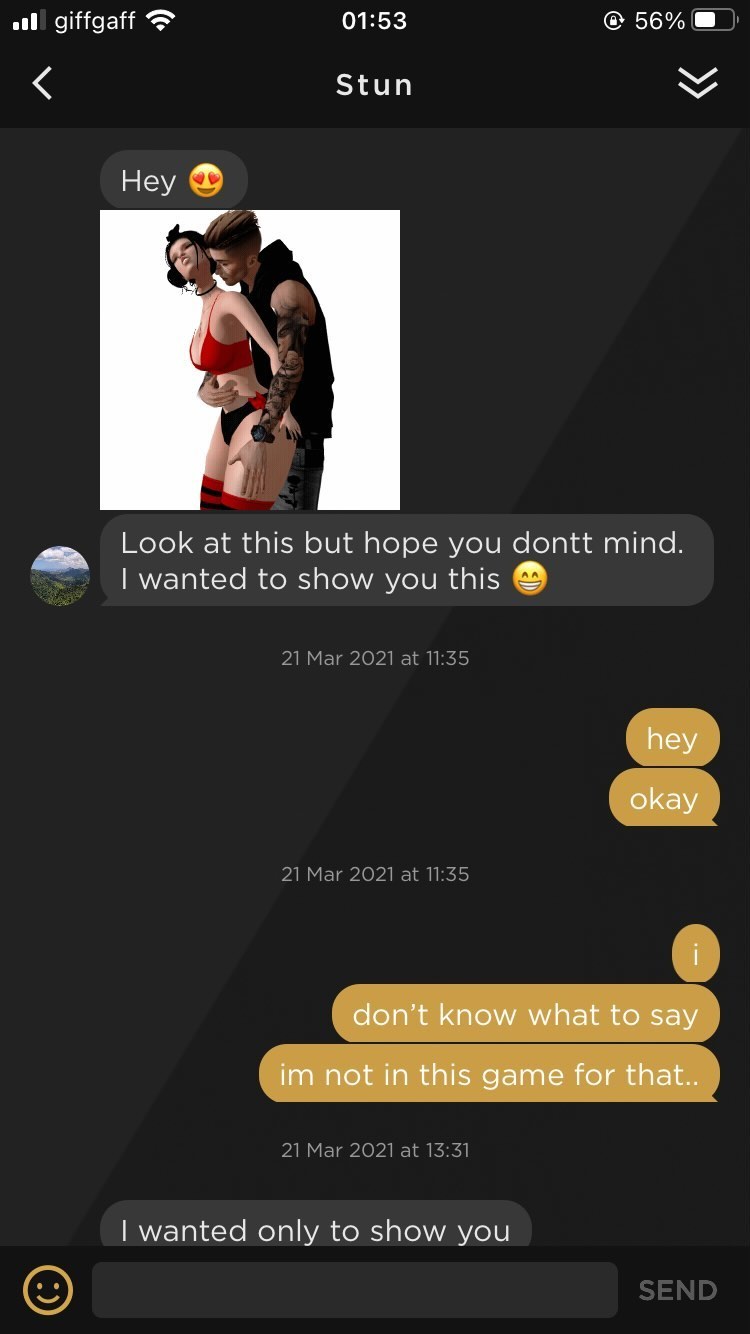 giffgaff 01:53 56%
Stun
Hey 😍
Look at this but hope you dontt mind.
I wanted to show you this 😁
21 Mar 2021 at 11:35
hey
okay
21 Mar 2021 at 11:35
i
don't know what to say
im not in this game for that..
21 Mar 2021 at 13:31
I wanted only to show you
SEND